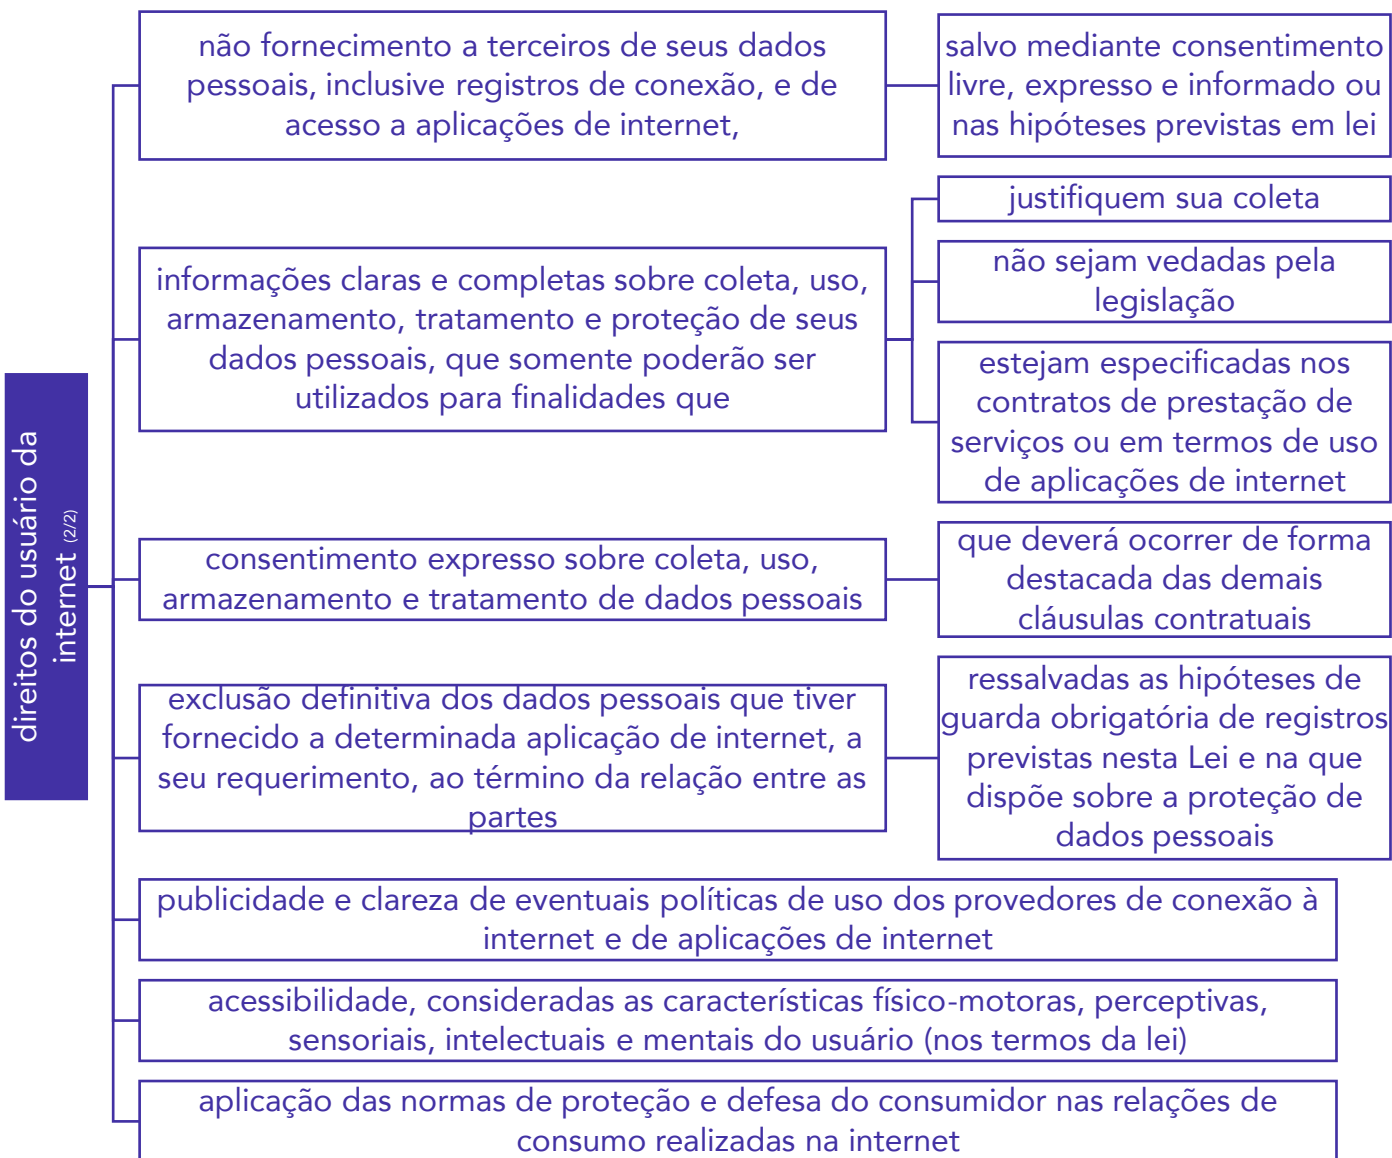 direitos do usuário da
internet (2/2)
não fornecimento a terceiros de seus dados
pessoais, inclusive registros de conexão, e de
acesso a aplicações de internet,
salvo mediante consentimento
livre, expresso e informado ou
nas hipóteses previstas em lei
informações claras e completas sobre coleta, uso,
armazenamento, tratamento e proteção de seus
dados pessoais, que somente poderão ser
utilizados para finalidades que
justifiquem sua coleta
não sejam vedadas pela
legislação
estejam especificadas nos
contratos de prestação de
serviços ou em termos de uso
de aplicações de internet
consentimento expresso sobre coleta, uso,
armazenamento e tratamento de dados pessoais
que deverá ocorrer de forma
destacada das demais
cláusulas contratuais
exclusão definitiva dos dados pessoais que tiver
fornecido a determinada aplicação de internet, a
seu requerimento, ao término da relação entre as
partes
ressalvadas as hipóteses de
guarda obrigatória de registros
previstas nesta Lei e na que
dispõe sobre a proteção de
dados pessoais
publicidade e clareza de eventuais políticas de uso dos provedores de conexão à
internet e de aplicações de internet
acessibilidade, consideradas as características físico-motoras, perceptivas,
sensoriais, intelectuais e mentais do usuário (nos termos da lei)
aplicação das normas de proteção e defesa do consumidor nas relações de
consumo realizadas na internet